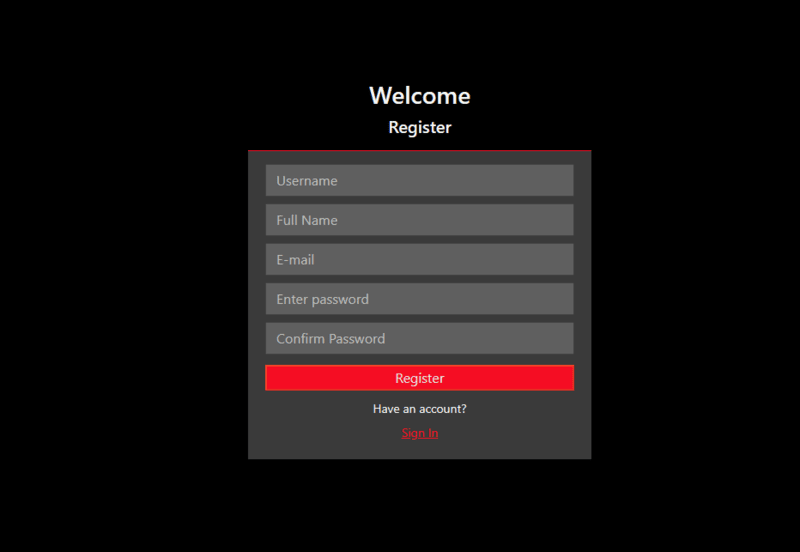 Welcome
Register
Username
Full Name
E-mail
Enter password
Confirm Password
Register
Have an account?
Sign In